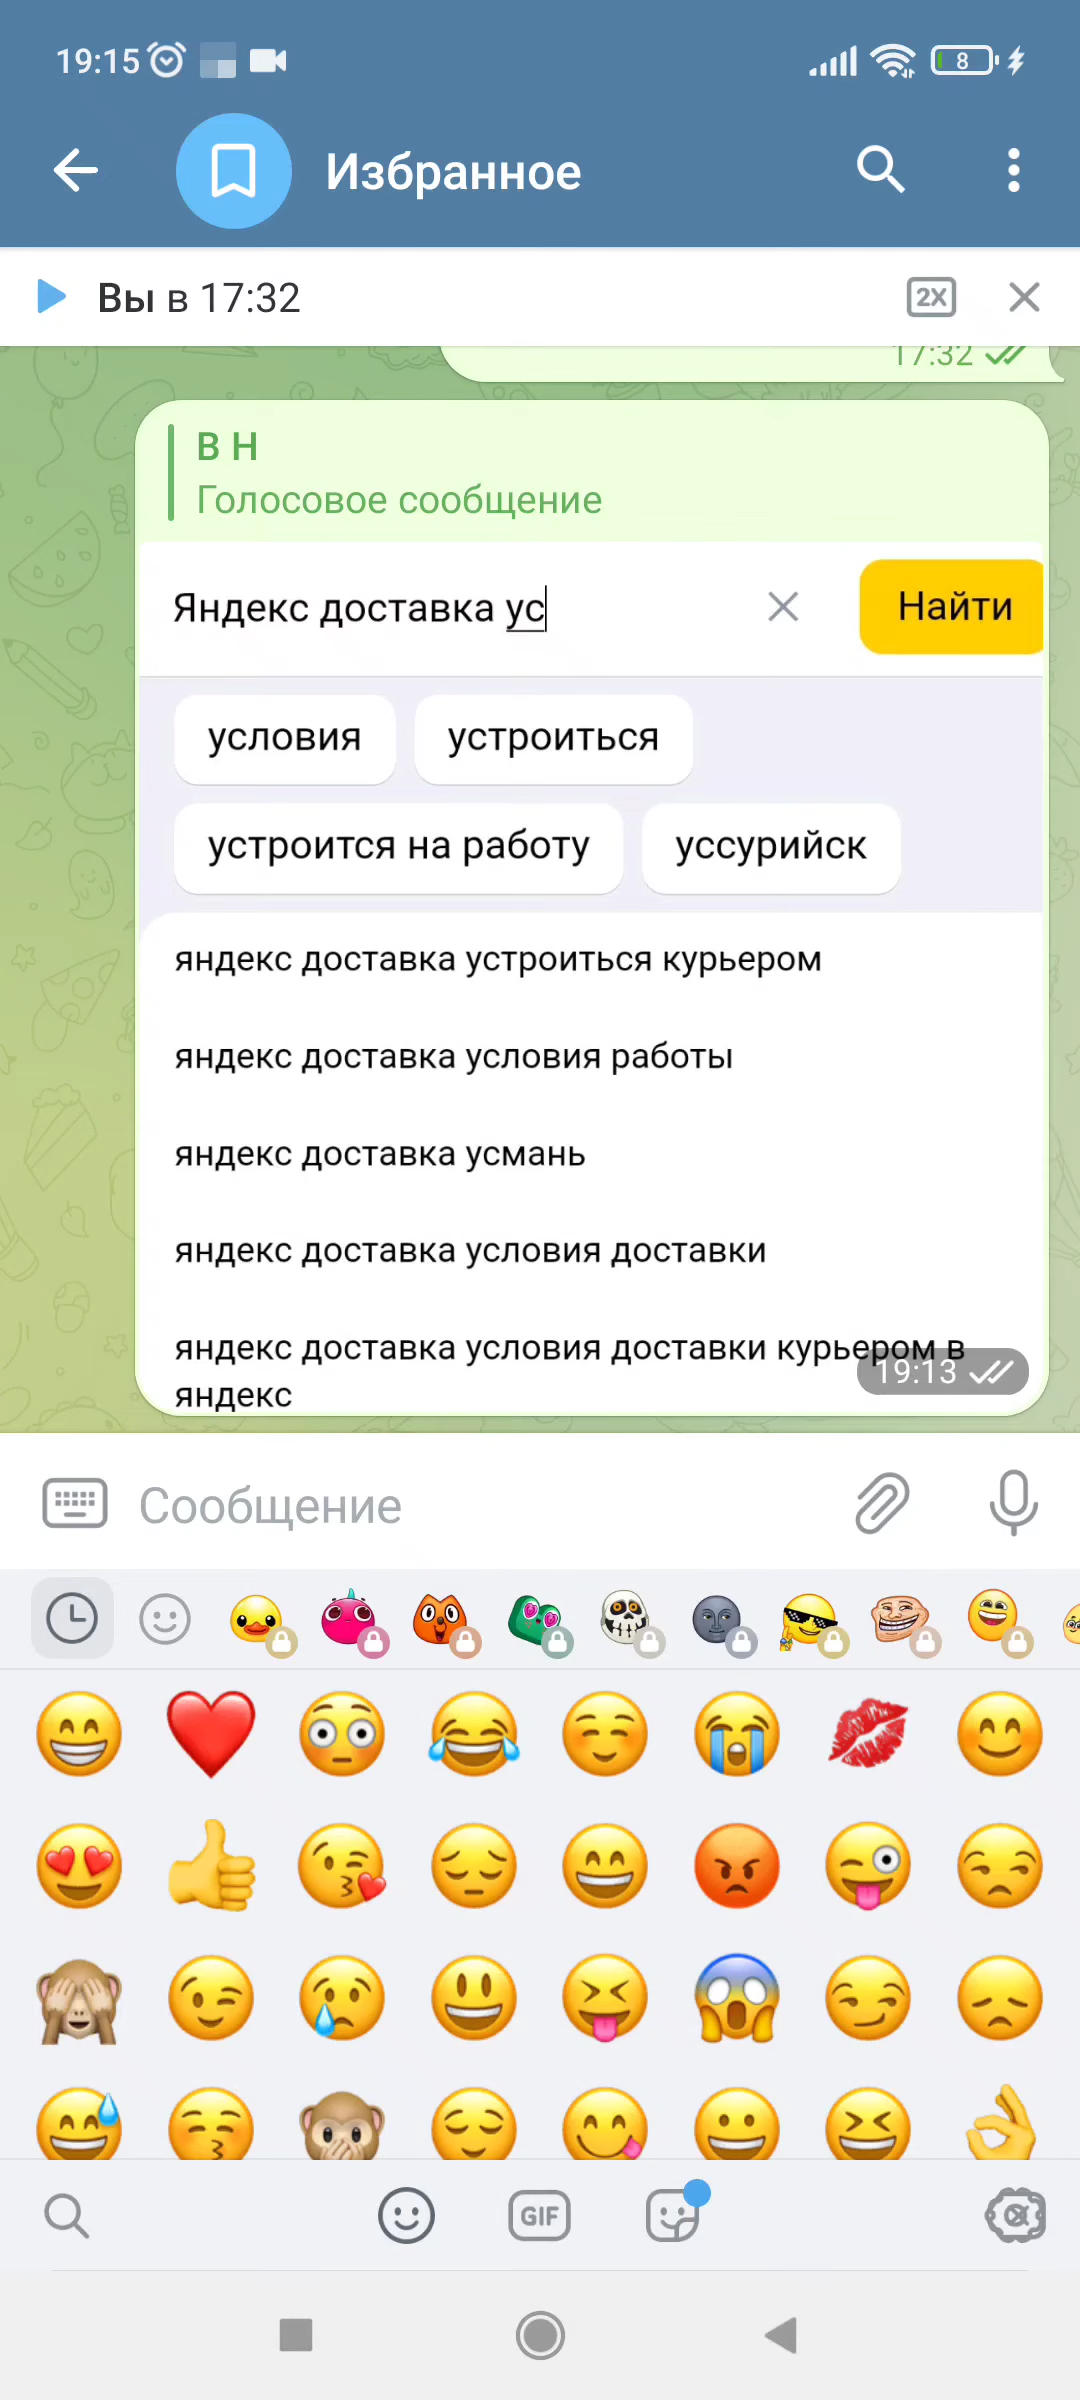 19:15
8
Избранное
Вы в 17:32
2X
17:32
В Н
Голосовое сообщение
Яндекс доставка ус
Найти
условия
устроиться
устроится на работу
уссурийск
яндекс доставка устроиться курьером
яндекс доставка условия работы
яндекс доставка усмань
яндекс доставка условия доставки
яндекс доставка условия доставки курьером в
яндекс
19:13
Сообщение
GIF